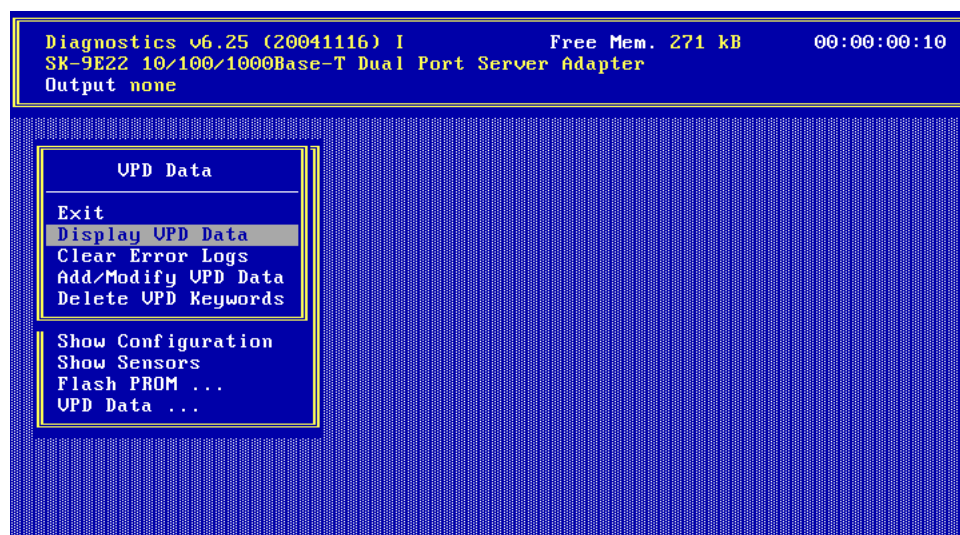 Diagnostics v6.25 (20041116) I Free Mem. 271 kB 00:00:00:10
SK-9E22 10/100/1000Base-T Dual Port Server Adapter
Output none
VPD Data
Exit
Display VPD Data
Clear Error Logs
Add/Modify VPD Data
Delete VPD Keywords
Show Configuration
Show Sensors
Flash PROM ...
VPD Data ...